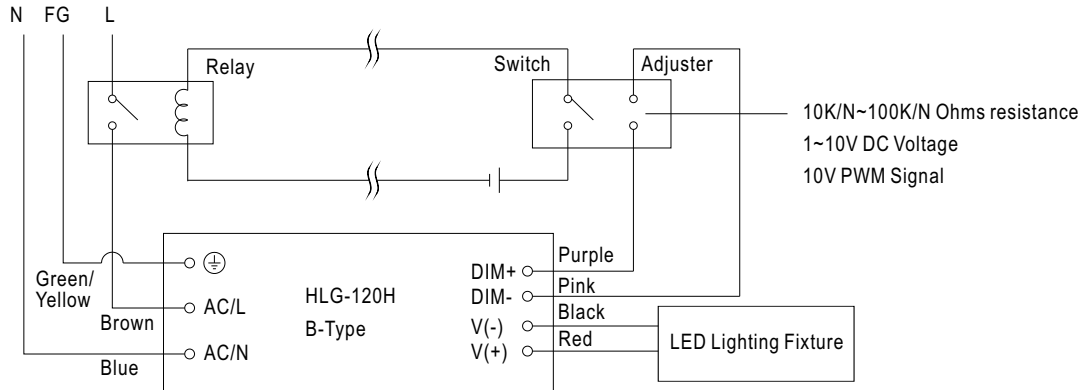 N FG L
Relay
Switch
Adjuster
10K/N~100K/N Ohms resistance
1~10V DC Voltage
10V PWM Signal
Green/
Yellow
Brown
Blue
AC/L
AC/N
HLG-120H
B-Type
DIM+
DIM-
V(-)
V(+)
Purple
Pink
Black
Red
LED Lighting Fixture